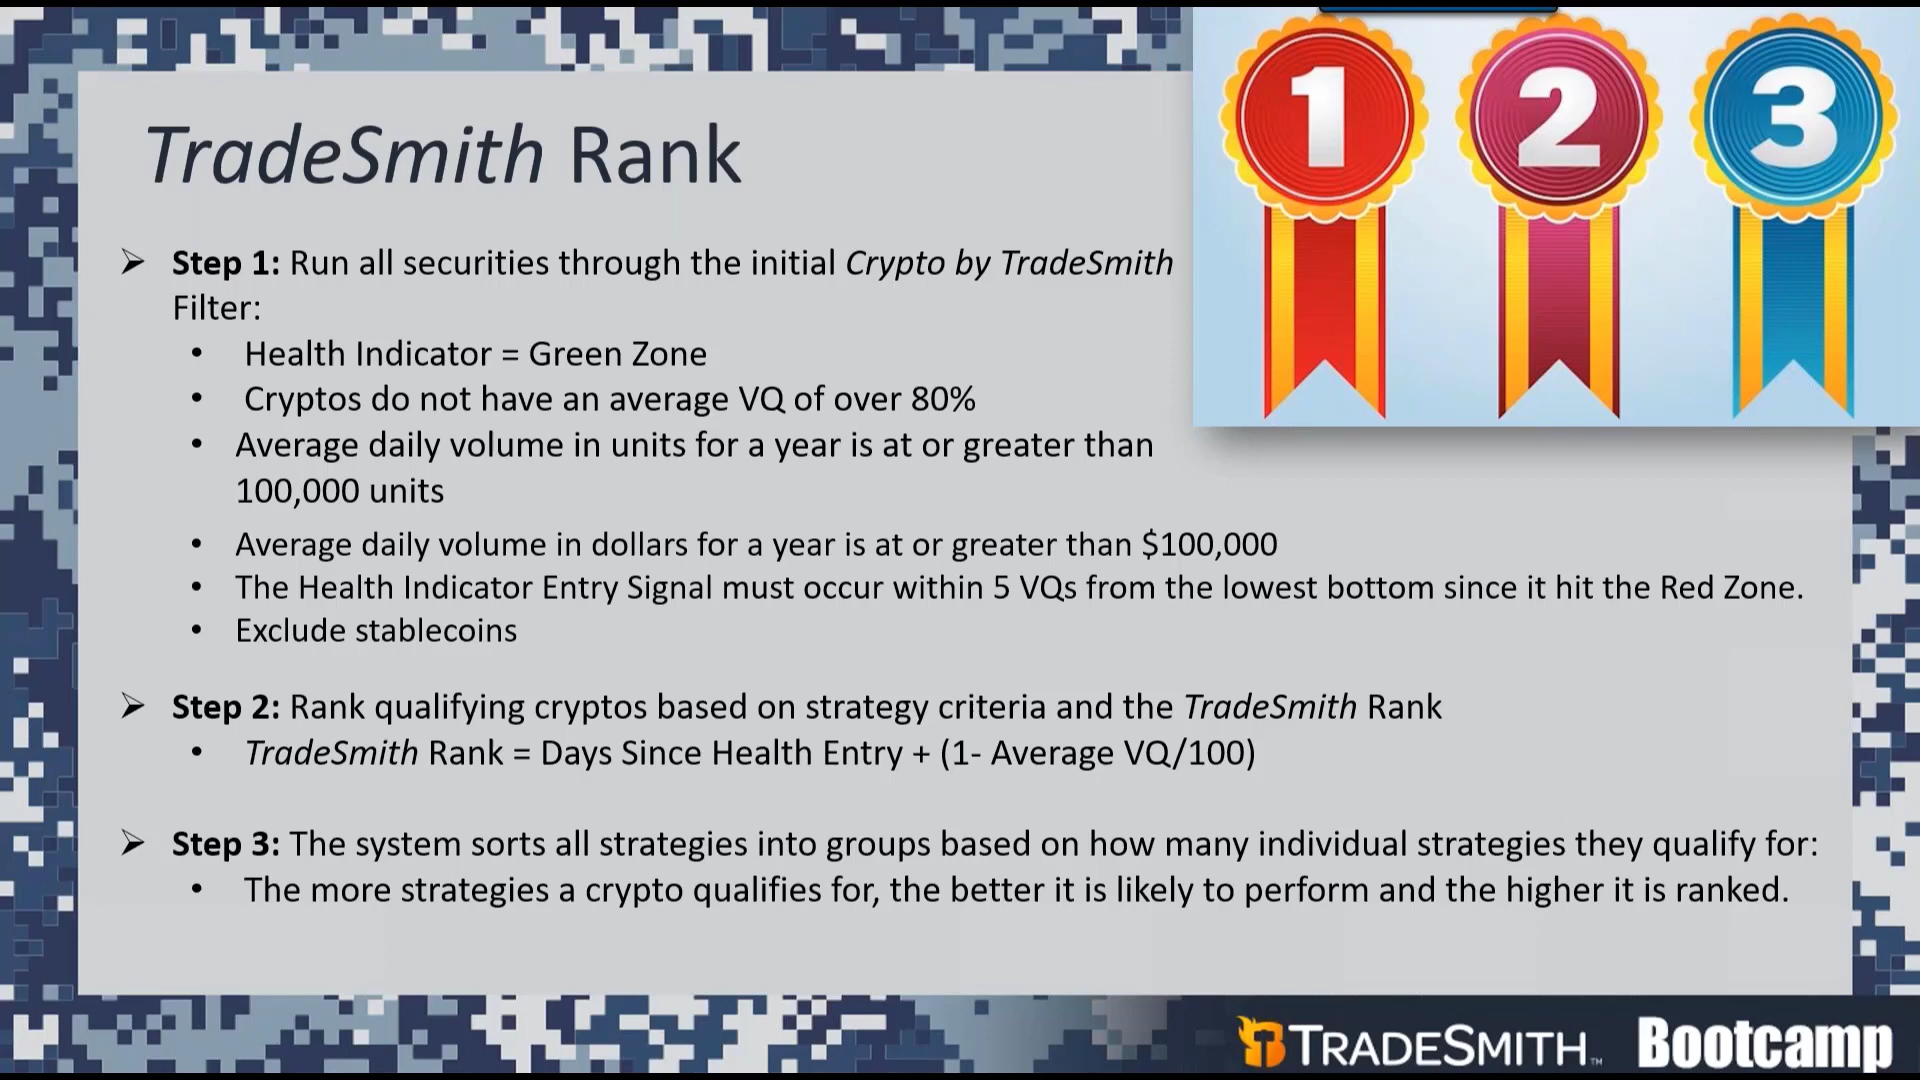 1 2 3
TradeSmith Rank
➢ Step 1: Run all securities through the initial Crypto by TradeSmith
Filter:
• Health Indicator = Green Zone
• Cryptos do not have an average VQ of over 80%
• Average daily volume in units for a year is at or greater than
100,000 units
• Average daily volume in dollars for a year is at or greater than $100,000
• The Health Indicator Entry Signal must occur within 5 VQs from the lowest bottom since it hit the Red Zone.
• Exclude stablecoins
➢ Step 2: Rank qualifying cryptos based on strategy criteria and the TradeSmith Rank
• TradeSmith Rank = Days Since Health Entry + (1- Average VQ/100)
➢ Step 3: The system sorts all strategies into groups based on how many individual strategies they qualify for:
• The more strategies a crypto qualifies for, the better it is likely to perform and the higher it is ranked.
TRADESMITH™ Bootcamp